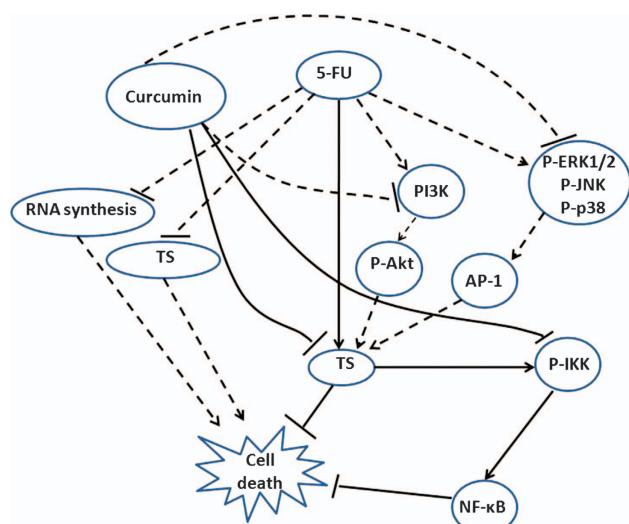 5-FU
Curcumin
P-ERK1/2
P-JNK
P-p38
PI3K
RNA synthesis
TS
P-Akt
AP-1
TS
P-IKK
Cell
death
NF-κB